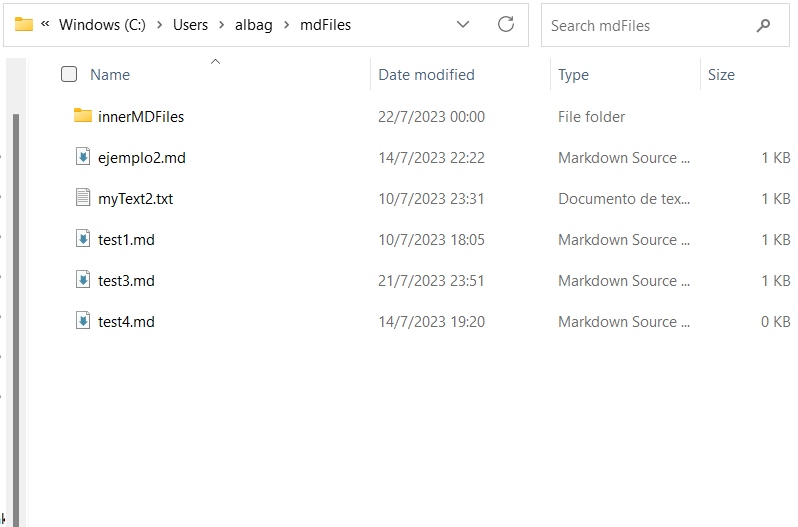 « Windows (C:) > Users > albag > mdFiles Search mdFiles
Name Date modified Type Size
innerMDFiles 22/7/2023 00:00 File folder
ejemplo2.md 14/7/2023 22:22 Markdown Source ... 1 KB
myText2.txt 10/7/2023 23:31 Documento de tex... 1 KB
test1.md 10/7/2023 18:05 Markdown Source ... 1 KB
test3.md 21/7/2023 23:51 Markdown Source ... 1 KB
test4.md 14/7/2023 19:20 Markdown Source ... 0 KB